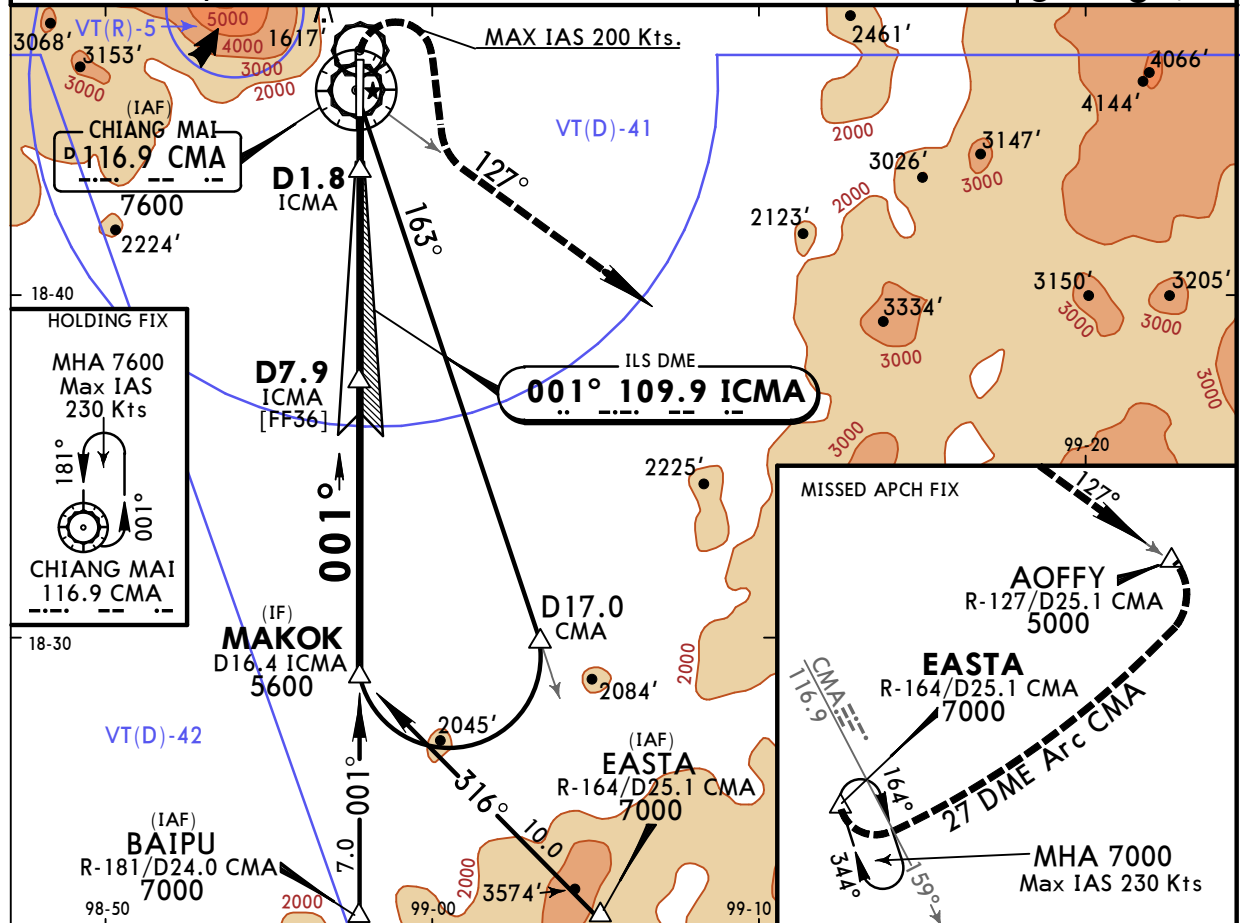 VT(R)-5
5000
4000
3000
2000
1617'
3068'
3153'
3000
MAX IAS 200 Kts.
2461'
2000
4066'
4144'
(IAF)
CHIANG MAI
D 116.9 CMA
7600
2224'
D1.8
ICMA
163°
127°
VT(D)-41
3026'
3147'
3000
2000
2123'
18-40
HOLDING FIX
MHA 7600
Max IAS
230 Kts
181°
001°
CHIANG MAI
116.9 CMA
D7.9
ICMA
[FF36]
ILS DME
001° 109.9 ICMA
3334'
3000
3150'
3000
3205'
3000
3000
3000
99-20
2225'
001°
(IF)
MAKOK
D16.4 ICMA
5600
D17.0
CMA
18-30
2084'
2000
2045'
VT(D)-42
001°
7.0
316°
10.0
(IAF)
EASTA
R-164/D25.1 CMA
7000
(IAF)
BAIPU
R-181/D24.0 CMA
7000
2000
2000
3574'
98-50
99-00
99-10
MISSED APCH FIX
127°
AOFFY
R-127/D25.1 CMA
5000
EASTA
R-164/D25.1 CMA
7000
CMA
116.9
164°
27 DME Arc CMA
344°
159°
MHA 7000
Max IAS 230 Kts